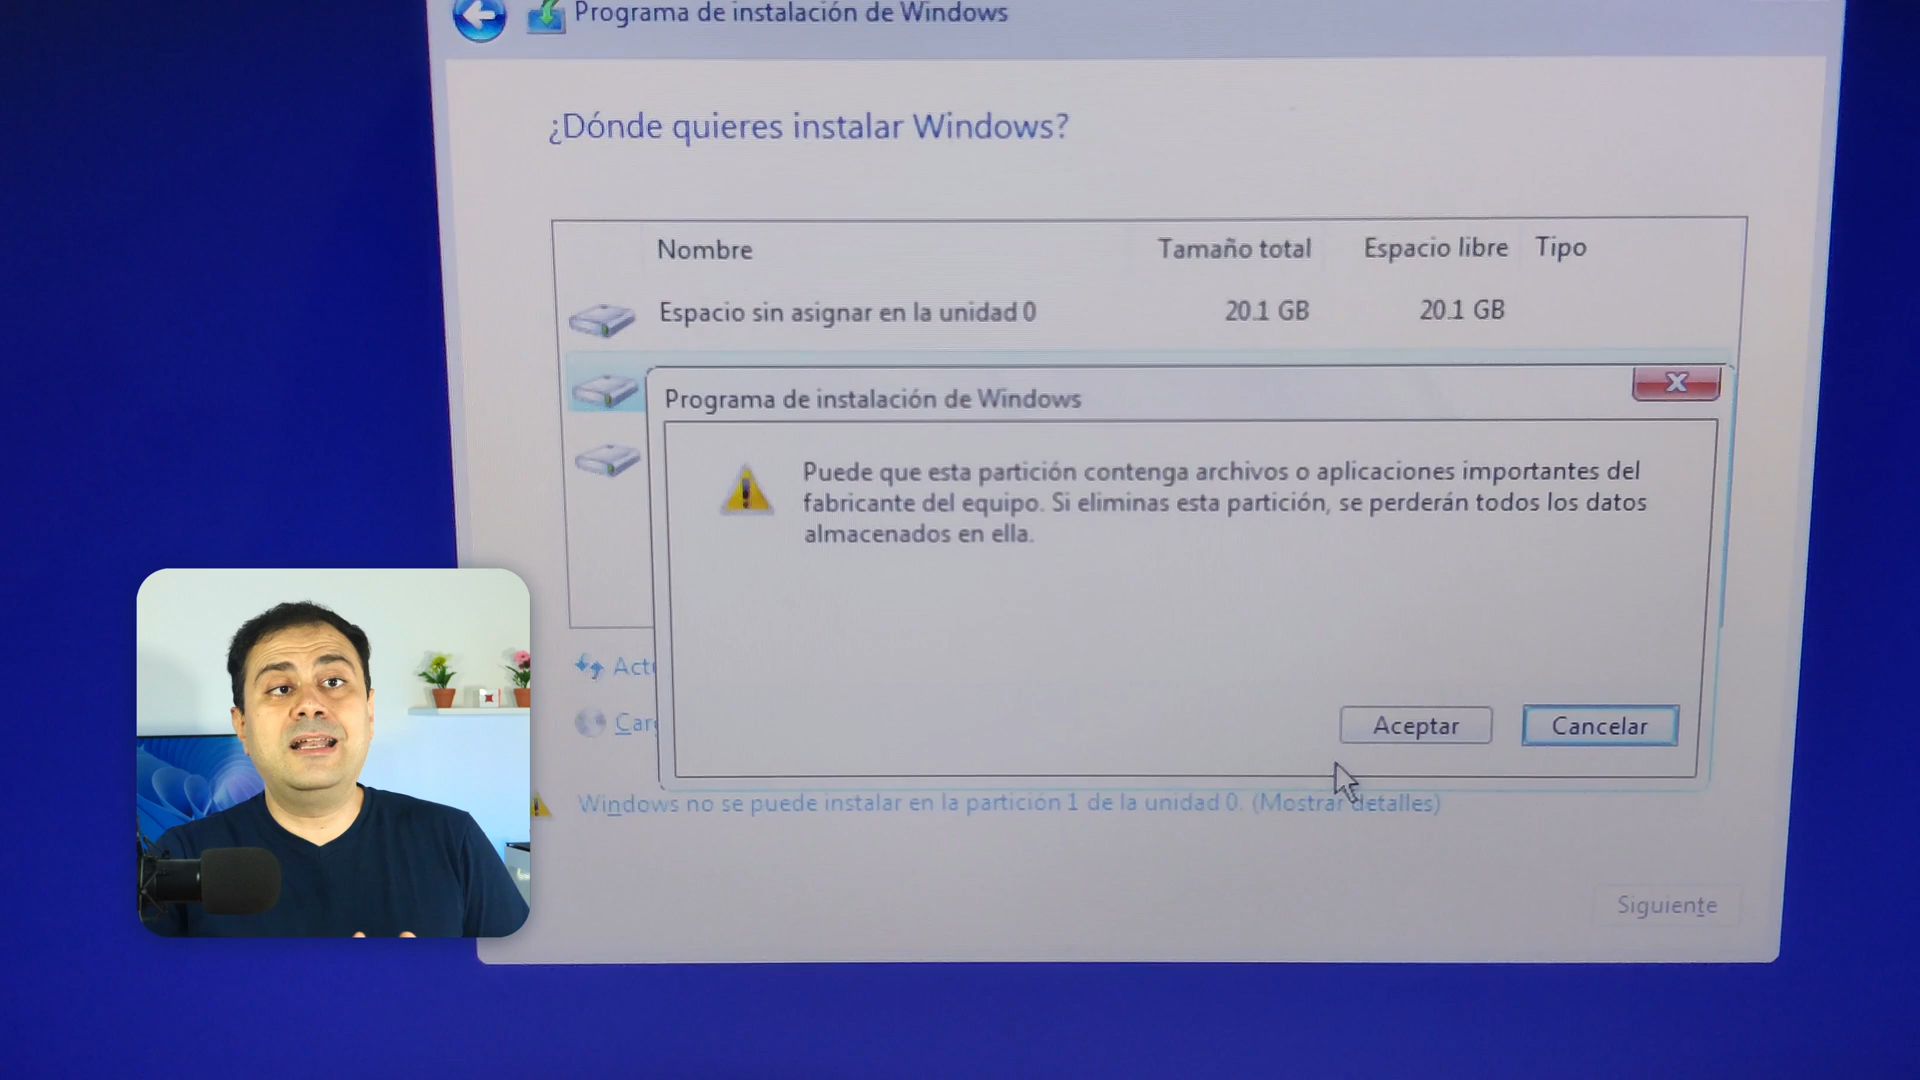 Programa de instalación de Windows
¿Dónde quieres instalar Windows?
Nombre Tamaño total Espacio libre Tipo
Espacio sin asignar en la unidad 0 20.1 GB 20.1 GB
Programa de instalación de Windows
Puede que esta partición contenga archivos o aplicaciones importantes del
fabricante del equipo. Si eliminas esta partición, se perderán todos los datos
almacenados en ella.
Aceptar Cancelar
Windows no se puede instalar en la partición 1 de la unidad 0. (Mostrar detalles)
Siguiente